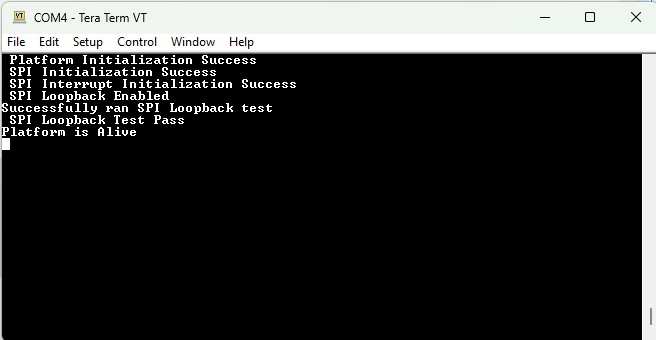 VT
COM4 - Tera Term VT
File Edit Setup Control Window Help
Platform Initialization Success
SPI Initialization Success
SPI Interrupt Initialization Success
SPI Loopback Enabled
Successfully ran SPI Loopback test
SPI Loopback Test Pass
Platform is Alive